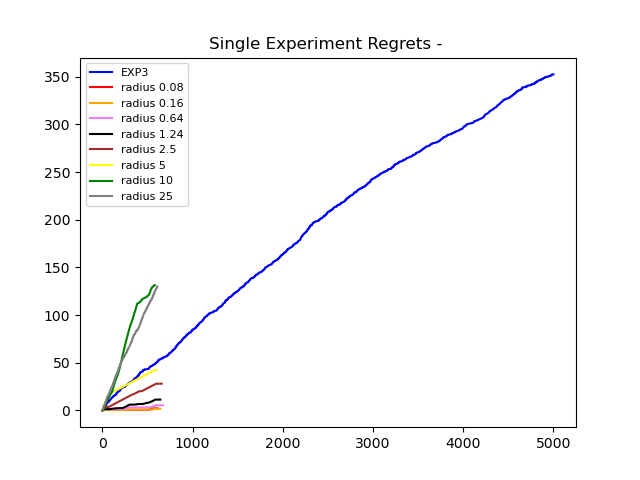 Single Experiment Regrets -
EXP3
radius 0.08
radius 0.16
radius 0.64
radius 1.24
radius 2.5
radius 5
radius 10
radius 25
350
300
250
200
150
100
50
0
0 1000 2000 3000 4000 5000